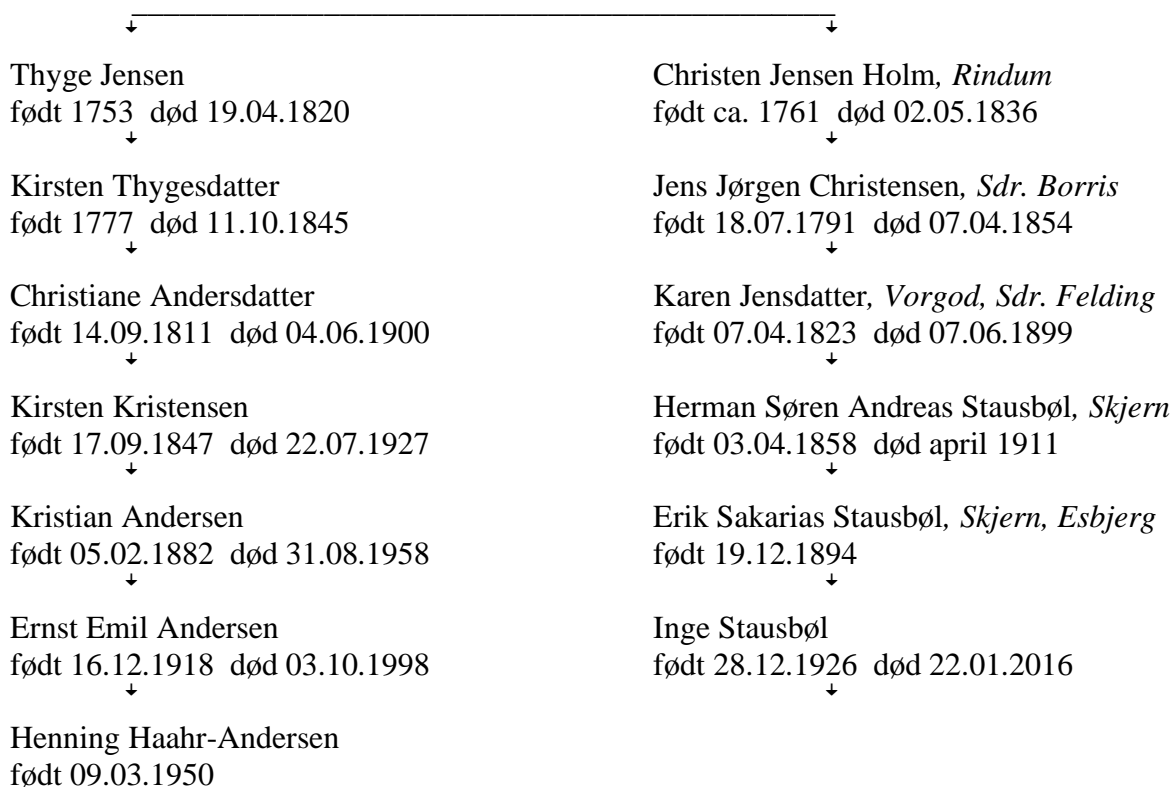 Thyge Jensen
født 1753 død 19.04.1820
Kirsten Thygesdatter
født 1777 død 11.10.1845
Christiane Andersdatter
født 14.09.1811 død 04.06.1900
Kirsten Kristensen
født 17.09.1847 død 22.07.1927
Kristian Andersen
født 05.02.1882 død 31.08.1958
Ernst Emil Andersen
født 16.12.1918 død 03.10.1998
Henning Haahr-Andersen
født 09.03.1950
Christen Jensen Holm, Rindum
født ca. 1761 død 02.05.1836
Jens Jørgen Christensen, Sdr. Borris
født 18.07.1791 død 07.04.1854
Karen Jensdatter, Vorgod, Sdr. Felding
født 07.04.1823 død 07.06.1899
Herman Søren Andreas Stausbøl, Skjern
født 03.04.1858 død april 1911
Erik Sakarias Stausbøl, Skjern, Esbjerg
født 19.12.1894
Inge Stausbøl
født 28.12.1926 død 22.01.2016